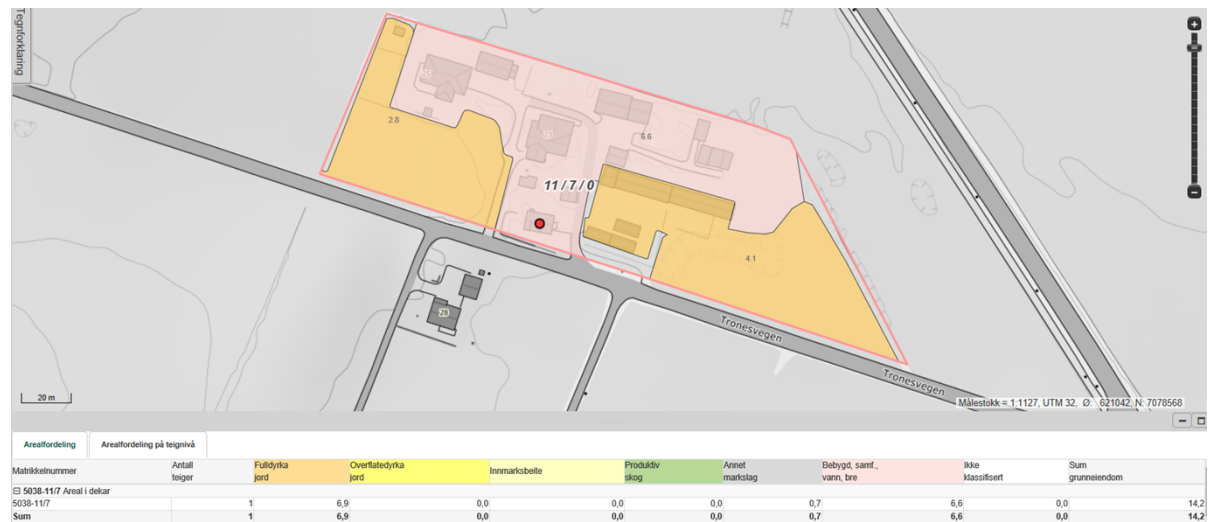 Tegnforklaring
25
2.8
23
6.6
11 / 7 / 0
4.1
28
Tronesvegen
Tronesvegen
20 m
Målestokk = 1:1127, UTM 32, Ø: 621042, N: 7078568
Arealfordeling Arealfordeling på teignivå
Matrikkelnummer Antall teiger Fulldyrka jord Overflatedyrka jord Innmarksbeite Produktiv skog Annet markslag Bebygd, samf., vann, bre Ikke klassifisert Sum grunneiendom
5038-11/7 Areal i dekar
5038-11/7 1 6,9 0,0 0,0 0,0 0,7 6,6 0,0 14,2
Sum 1 6,9 0,0 0,0 0,0 0,7 6,6 0,0 14,2